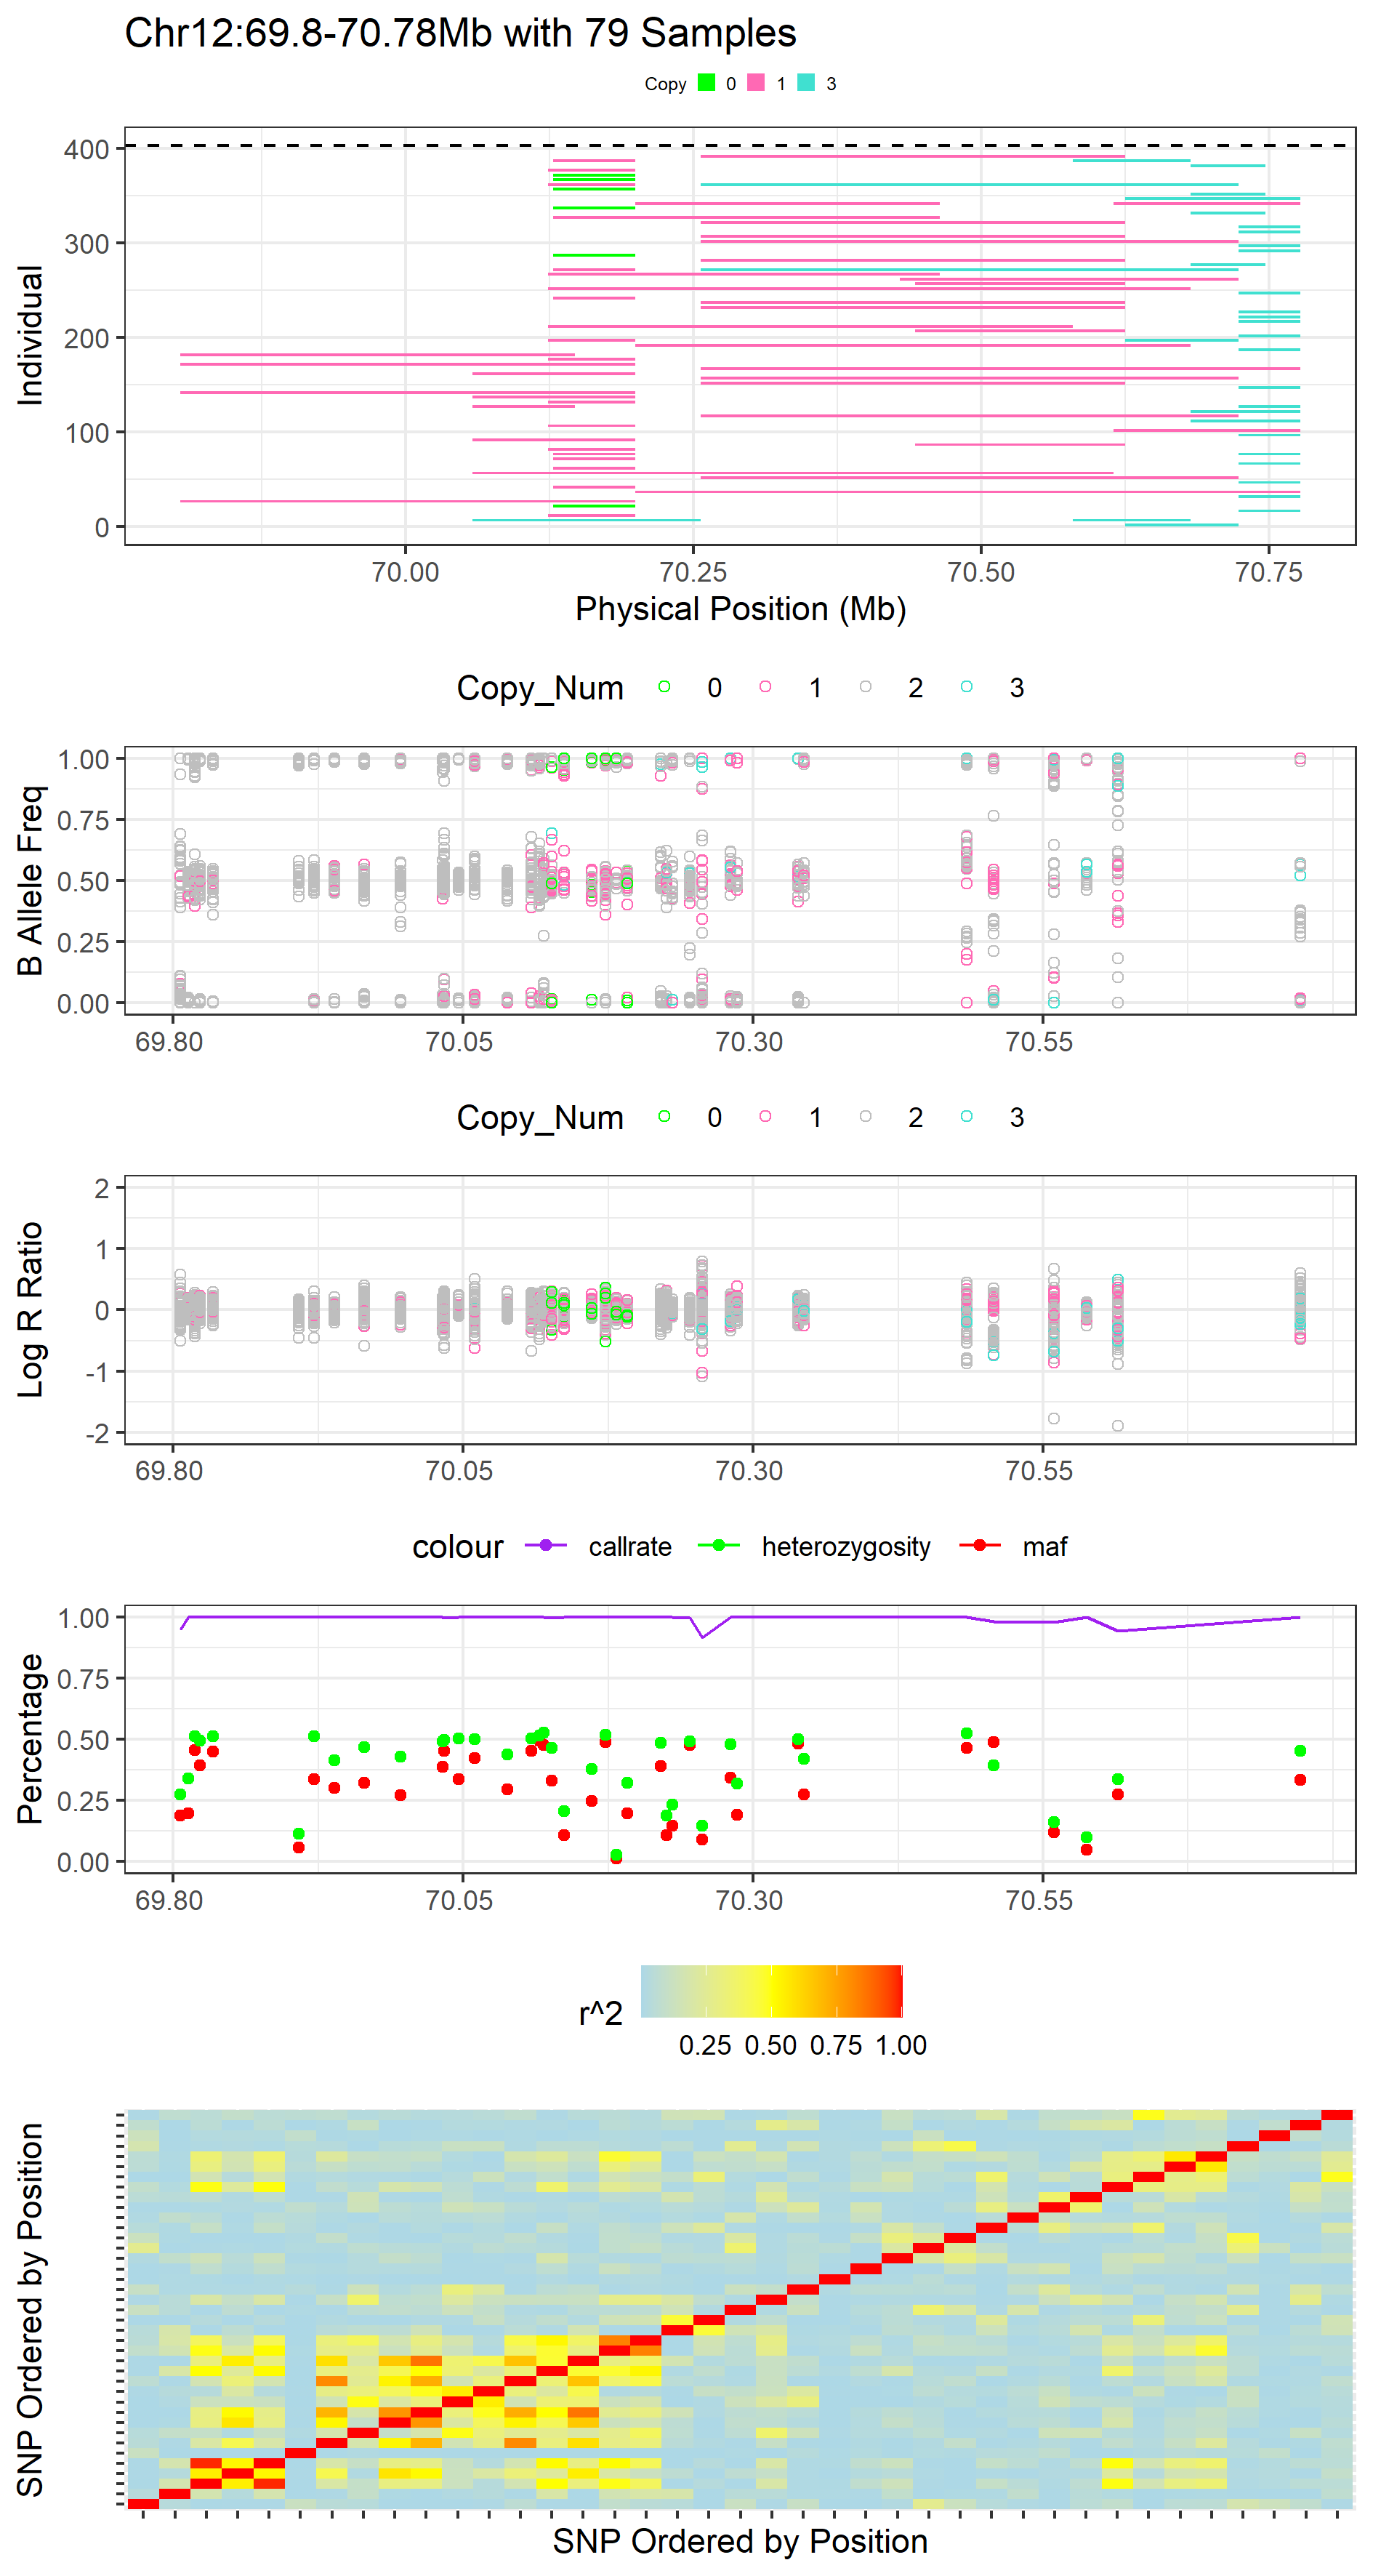 Chr12:69.8-70.78Mb with 79 Samples
Copy 0 1 3
400
300
200
100
0
Individual
70.00 70.25 70.50 70.75
Physical Position (Mb)
Copy_Num 0 1 2 3
1.00
0.75
0.50
0.25
0.00
B Allele Freq
69.80 70.05 70.30 70.55
Copy_Num 0 1 2 3
2
1
0
-1
-2
Log R Ratio
69.80 70.05 70.30 70.55
colour callrate heterozygosity maf
1.00
0.75
0.50
0.25
0.00
Percentage
69.80 70.05 70.30 70.55
r^2
0.25 0.50 0.75 1.00
SNP Ordered by Position
SNP Ordered by Position